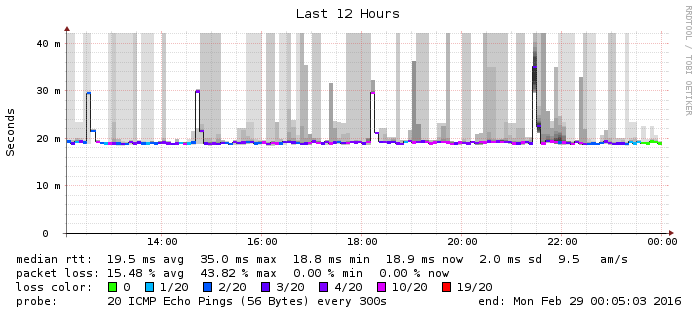 Last 12 Hours
RRDTOOL / TOBI OETIKER
Seconds
40 m
30 m
20 m
10 m
0
14:00 16:00 18:00 20:00 22:00 00:00
median rtt: 19.5 ms avg 35.0 ms max 18.8 ms min 18.9 ms now 2.0 ms sd 9.5 am/s
packet loss: 15.48 % avg 43.82 % max 0.00 % min 0.00 % now
loss color: 0 1/20 2/20 3/20 4/20 10/20 19/20
probe: 20 ICMP Echo Pings (56 Bytes) every 300s end: Mon Feb 29 00:05:03 2016